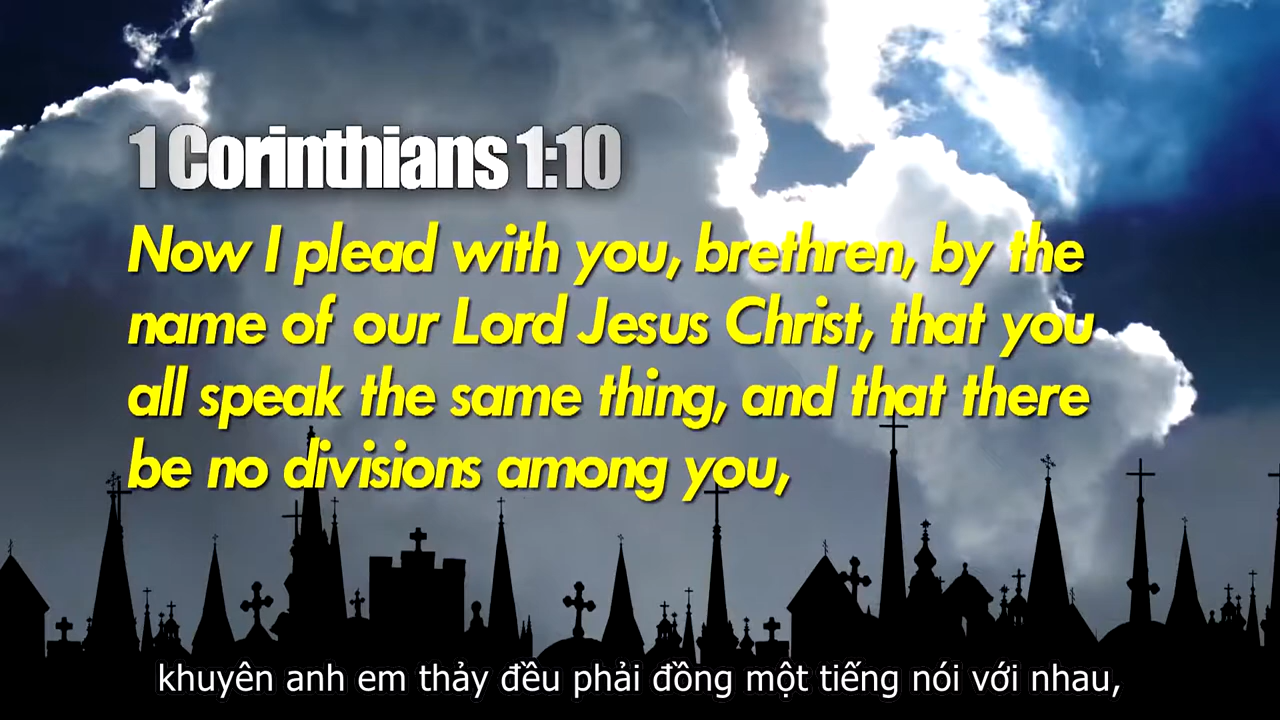 1 Corinthians 1:10
Now I plead with you, brethren, by the
name of our Lord Jesus Christ, that you
all speak the same thing, and that there
be no divisions among you,
khuyên anh em thảy đều phải đồng một tiếng nói với nhau,